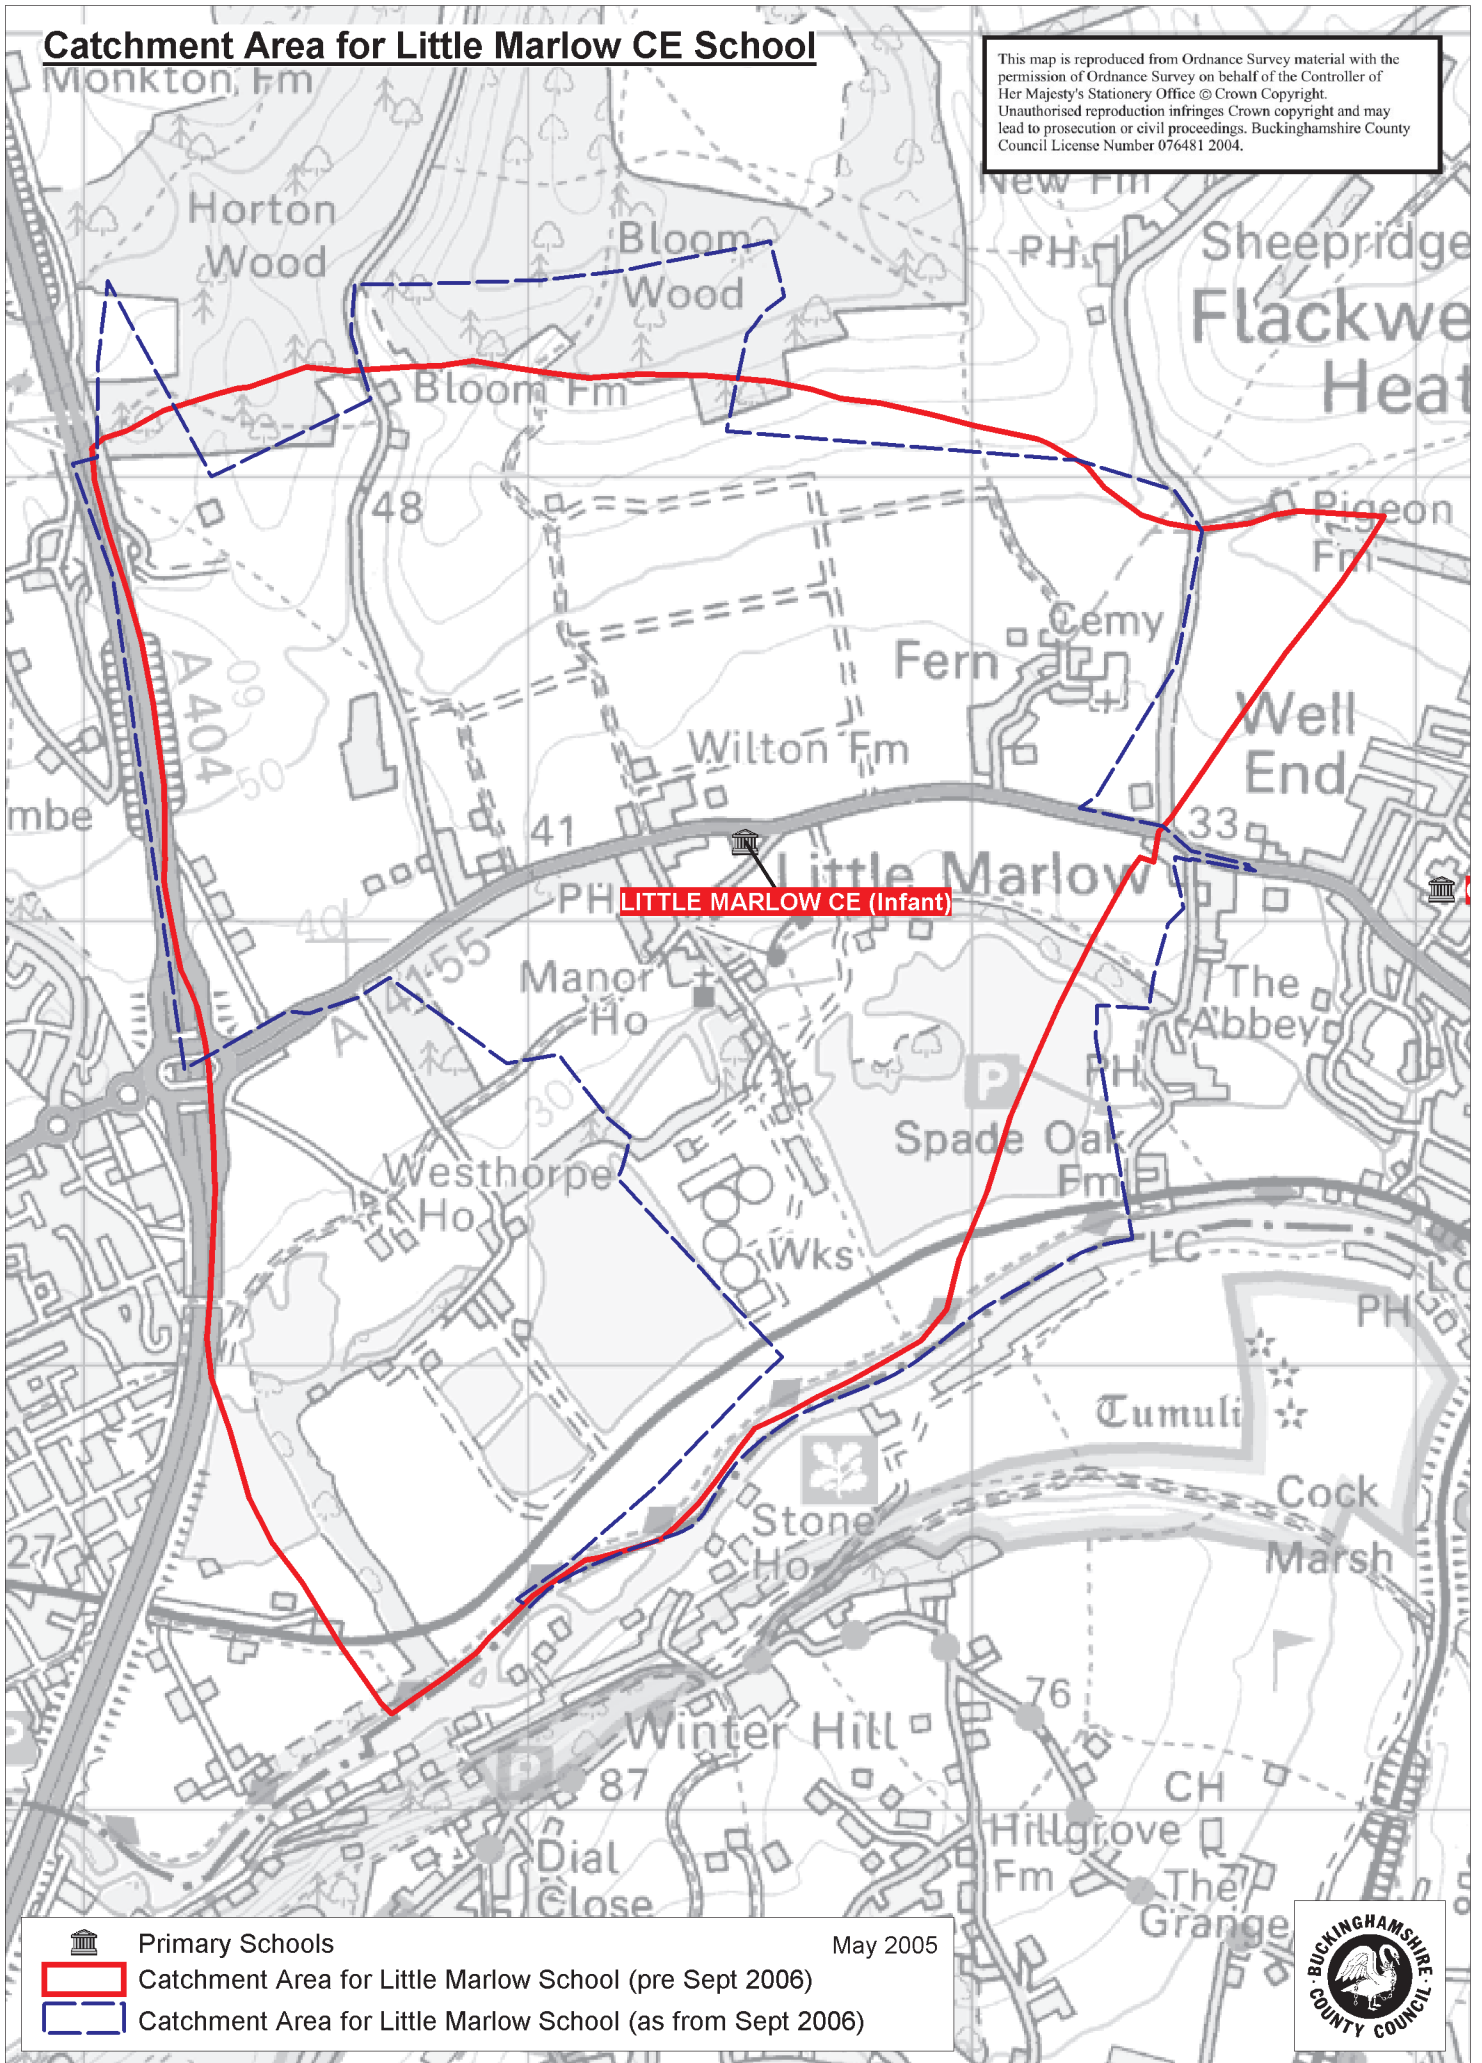 Catchment Area for Little Marlow CE School
This map is reproduced from Ordnance Survey material with the
permission of Ordnance Survey on behalf of the Controller of
Her Majesty's Stationery Office © Crown Copyright.
Unauthorised reproduction infringes Crown copyright and may
lead to prosecution or civil proceedings. Buckinghamshire County
Council License Number 076481 2004.
Monkton Fm
New Fm
Horton
Wood
Bloom
Wood
PH
Sheepridge
Flackwe
Heat
Bloom Fm
48
Pigeon
Fm
Cemy
Fern
A 404
60
50
Well
End
Wilton Fm
mbe
41
33
Little Marlow
PH
LITTLE MARLOW CE (Infant)
40
A 4155
Manor
Ho
The
Abbey
P
PH
30
Spade Oak
Fm
Westhorpe
Ho
Wks
LC
LC
PH
Tumuli
Stone
Ho
Cock
Marsh
27
76
Winter Hill
P
P
87
CH
Hillgrove
Fm
The
Grange
Dial
Close
Primary Schools
May 2005
Catchment Area for Little Marlow School (pre Sept 2006)
Catchment Area for Little Marlow School (as from Sept 2006)
BUCKINGHAMSHIRE
COUNTY COUNCIL